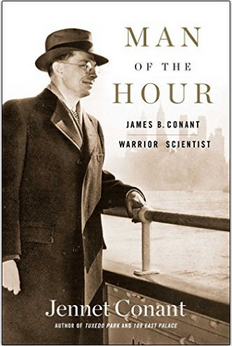 MAN
OF THE
HOUR
JAMES B. CONANT
WARRIOR SCIENTIST
Jennet Conant
AUTHOR OF TUXEDO PARK AND 109 EAST PALACE